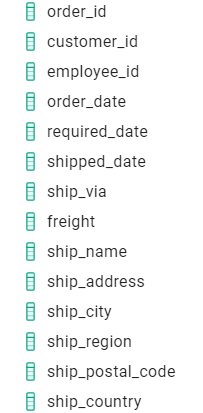 order_id
customer_id
employee_id
order_date
required_date
shipped_date
ship_via
freight
ship_name
ship_address
ship_city
ship_region
ship_postal_code
ship_country